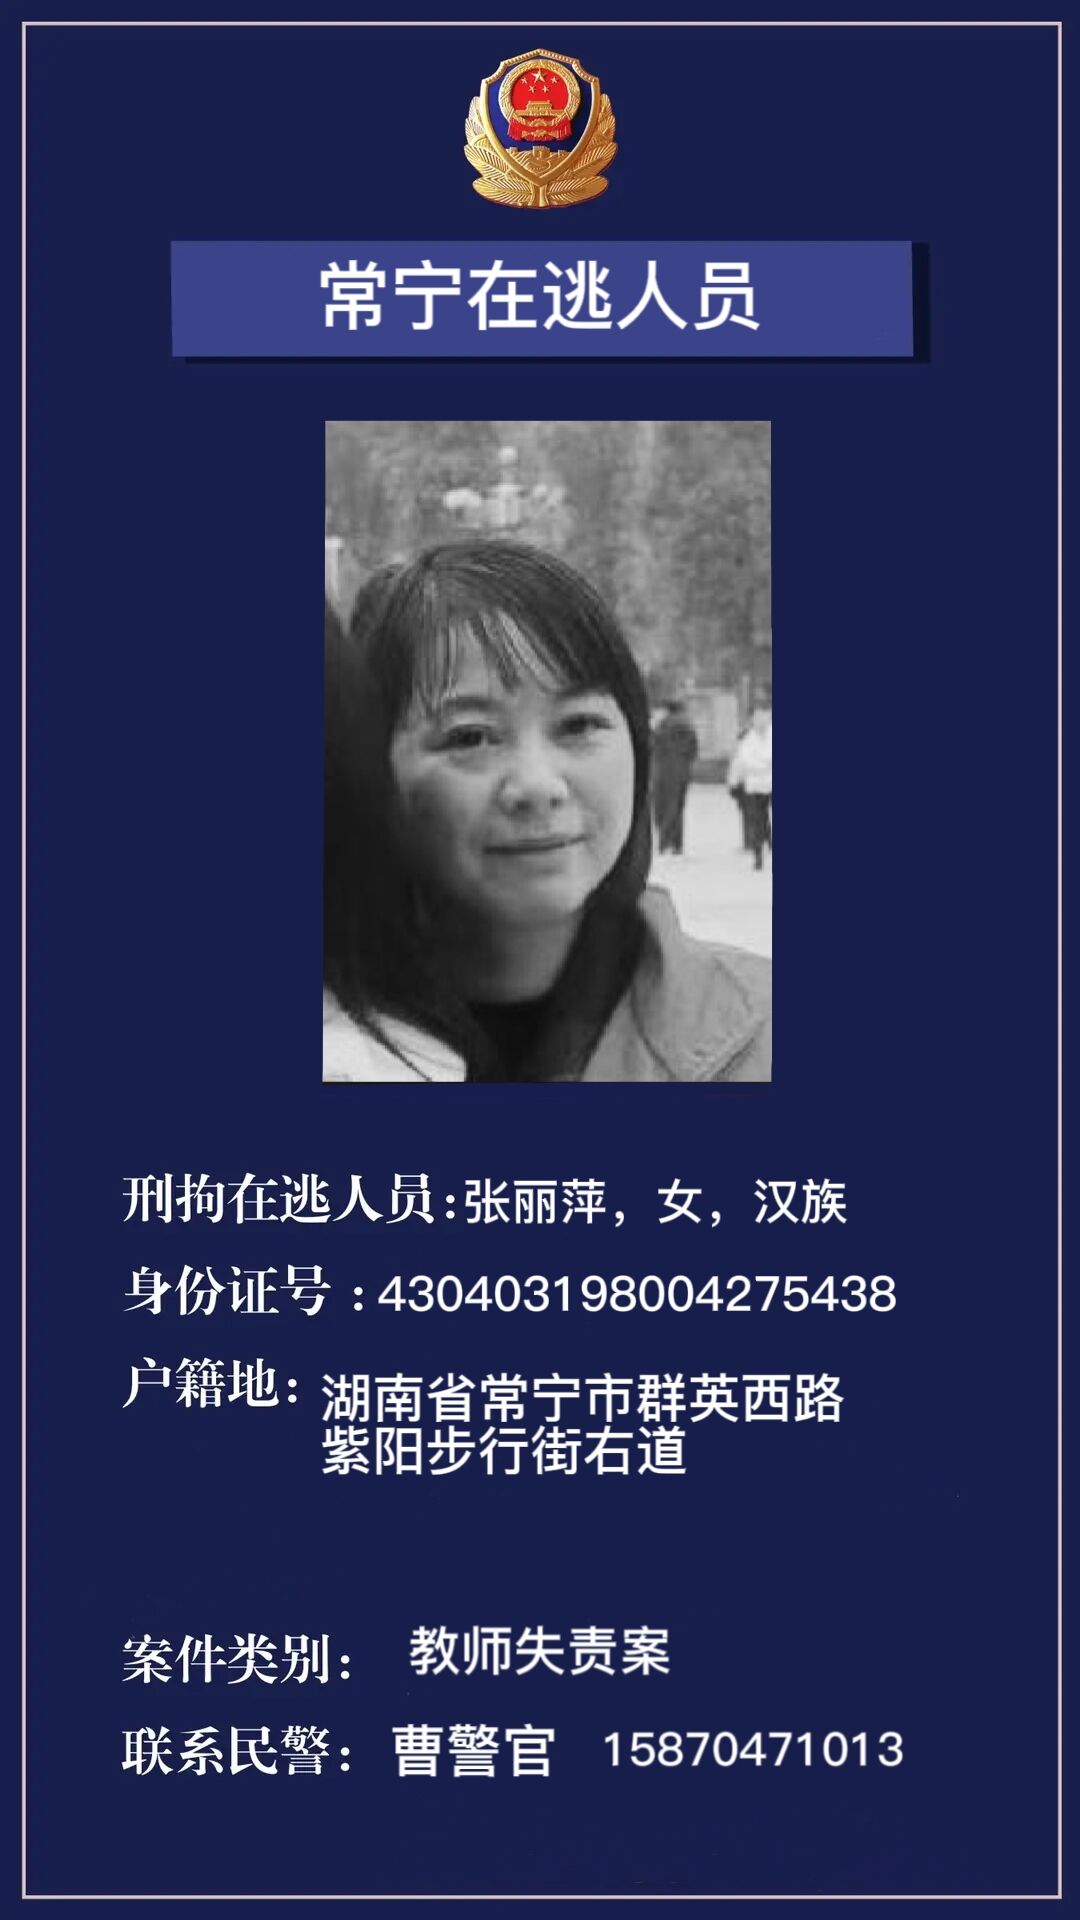 常宁在逃人员
刑拘在逃人员:张丽萍，女，汉族
身份证号：430403198004275438
户籍地：湖南省常宁市群英西路
紫阳步行街右道
案件类别： 教师失责案
联系民警： 曹警官 15870471013